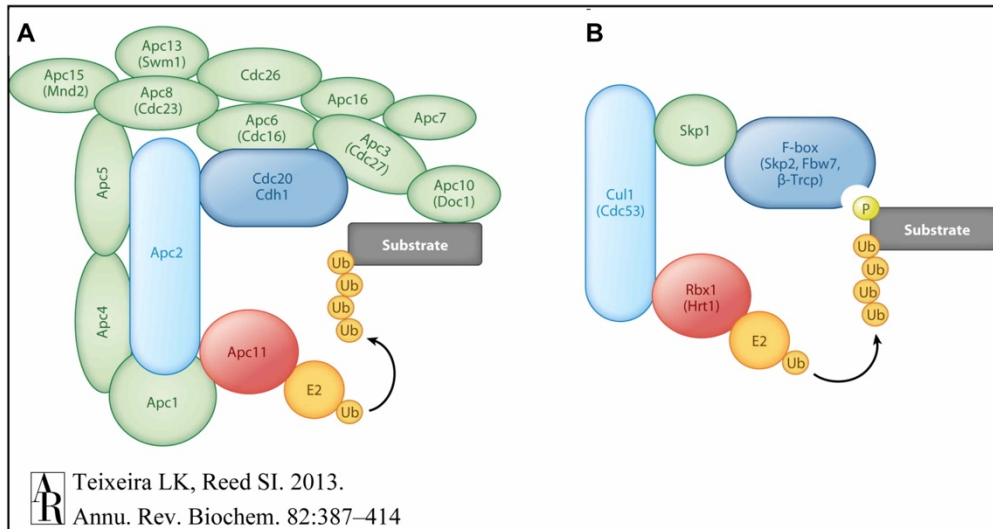 A
Apc13
(Swm1)
Apc15
(Mnd2)
Apc8
(Cdc23)
Cdc26
Apc16
Apc7
Apc6
(Cdc16)
Apc3
(Cdc27)
Apc10
(Doc1)
Apc5
Cdc20
Cdh1
Apc2
Substrate
Ub
Ub
Ub
Ub
Apc4
Apc11
E2
Ub
Apc1
B
Skp1
F-box
(Skp2, Fbw7,
β-Trcp)
Cul1
(Cdc53)
P
Substrate
Ub
Ub
Ub
Ub
Rbx1
(Hrt1)
E2
Ub
AR
Teixeira LK, Reed SI. 2013.
Annu. Rev. Biochem. 82:387–414